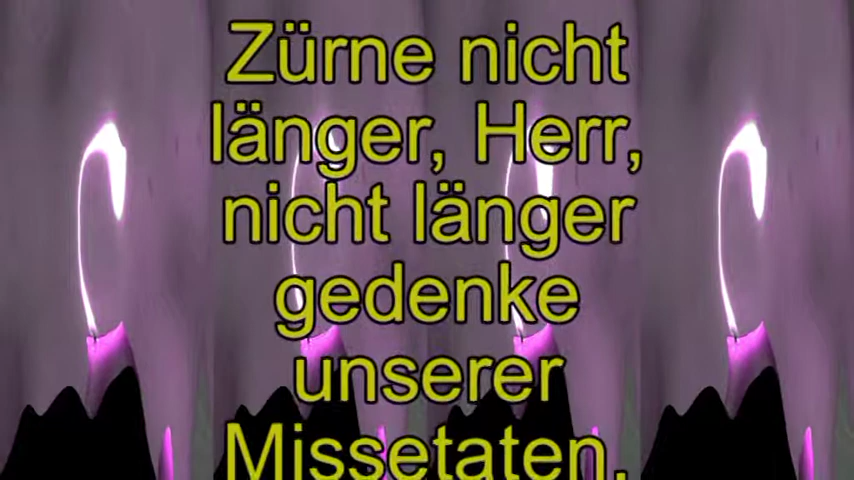 Zürne nicht
länger, Herr,
nicht länger
gedenke
unserer
Missetaten.